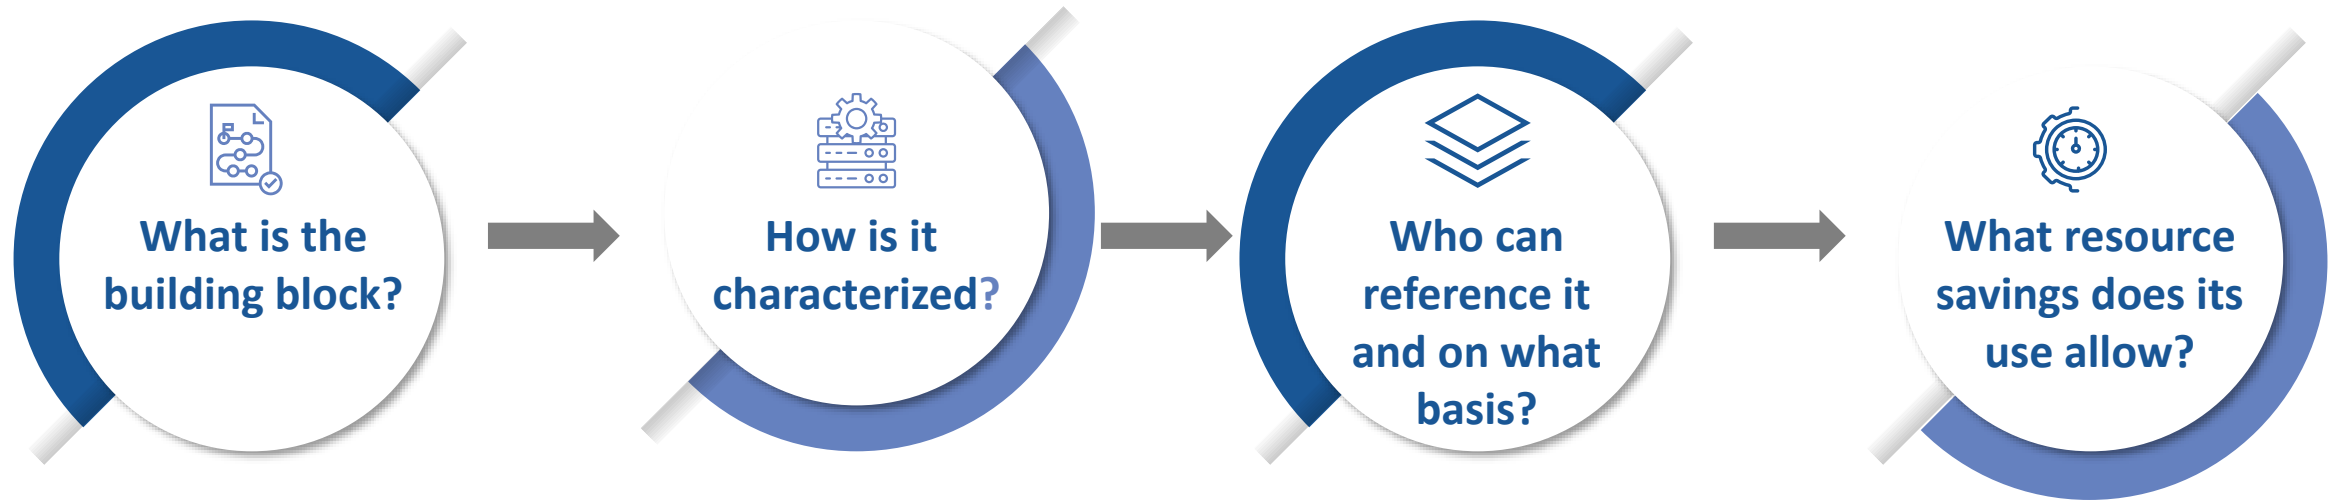 What is the
building block?
How is it
characterized?
Who can
reference it
and on what
basis?
What resource
savings does its
use allow?